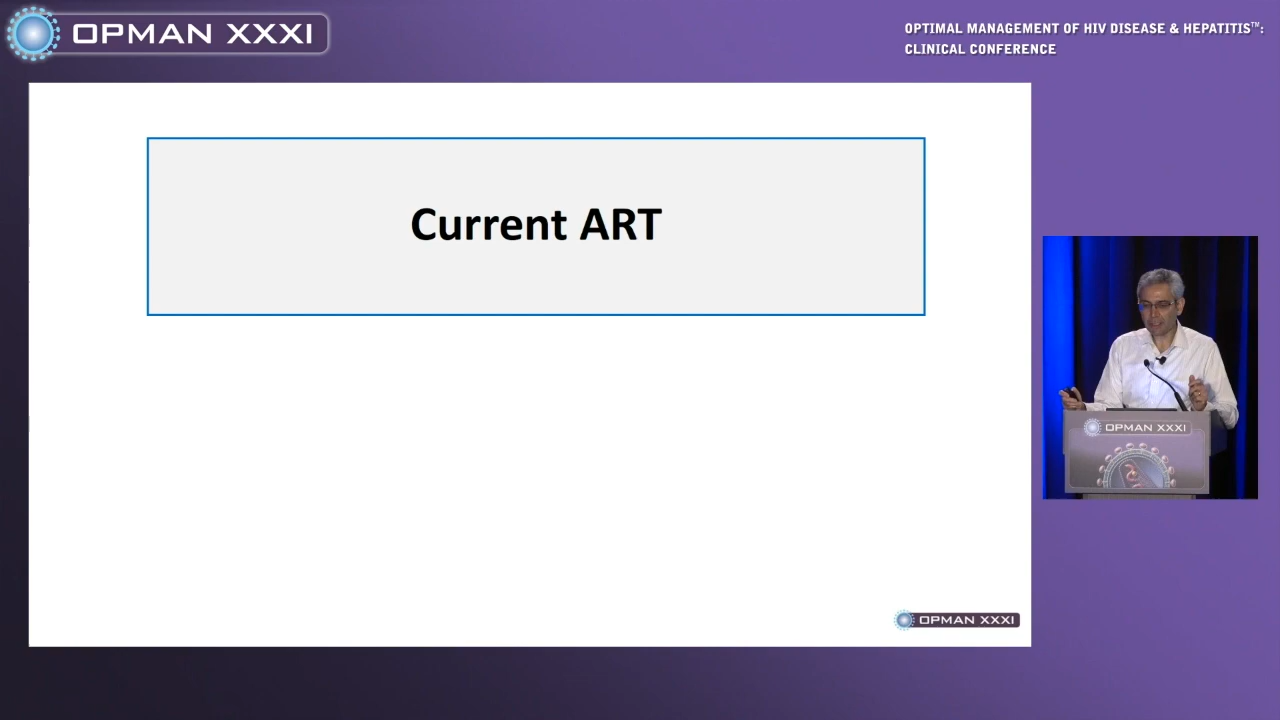 OPMAN XXXI
OPTIMAL MANAGEMENT OF HIV DISEASE & HEPATITIS™:
CLINICAL CONFERENCE
Current ART
OPMAN XXXI
OPMAN XXXI